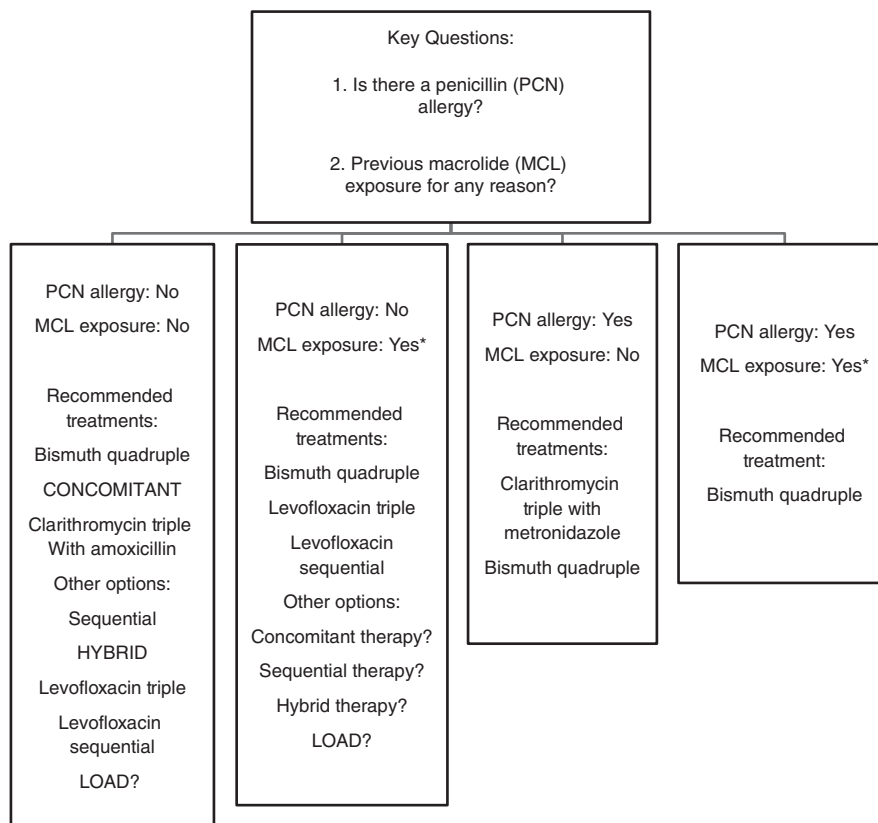 Key Questions:
1. Is there a penicillin (PCN)
allergy?
2. Previous macrolide (MCL)
exposure for any reason?
PCN allergy: No
MCL exposure: No
Recommended
treatments:
Bismuth quadruple
CONCOMITANT
Clarithromycin triple
With amoxicillin
Other options:
Sequential
HYBRID
Levofloxacin triple
Levofloxacin
sequential
LOAD?
PCN allergy: No
MCL exposure: Yes*
Recommended
treatments:
Bismuth quadruple
Levofloxacin triple
Levofloxacin
sequential
Other options:
Concomitant therapy?
Sequential therapy?
Hybrid therapy?
LOAD?
PCN allergy: Yes
MCL exposure: No
Recommended
treatments:
Clarithromycin
triple with
metronidazole
Bismuth quadruple
PCN allergy: Yes
MCL exposure: Yes*
Recommended
treatment:
Bismuth quadruple